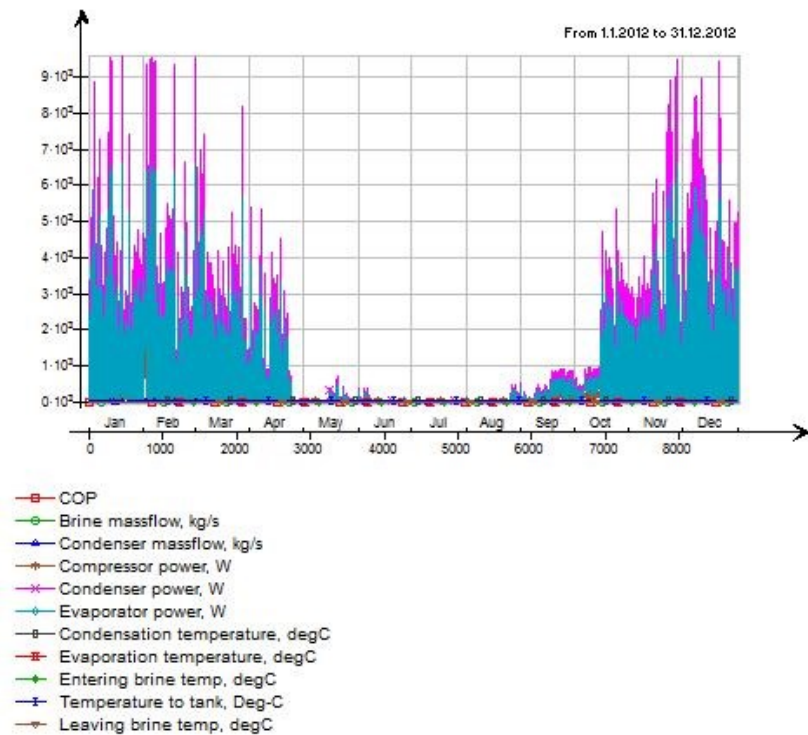 From 1.1.2012 to 31.12.2012
9·10³
8·10³
7·10³
6·10³
5·10³
4·10³
3·10³
2·10³
1·10³
0·10³
Jan Feb Mar Apr May Jun Jul Aug Sep Oct Nov Dec
0 1000 2000 3000 4000 5000 6000 7000 8000
COP
Brine massflow, kg/s
Condenser massflow, kg/s
Compressor power, W
Condenser power, W
Evaporator power, W
Condensation temperature, degC
Evaporation temperature, degC
Entering brine temp, degC
Temperature to tank, Deg-C
Leaving brine temp, degC